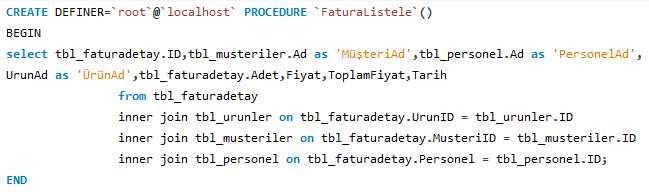 CREATE DEFINER=`root`@`localhost` PROCEDURE `FaturaListele`()
BEGIN
select tbl_faturadetay.ID,tbl_musteriler.Ad as 'MüşteriAd',tbl_personel.Ad as 'PersonelAd',
UrunAd as 'ÜrünAd',tbl_faturadetay.Adet,Fiyat,ToplamFiyat,Tarih
from tbl_faturadetay
inner join tbl_urunler on tbl_faturadetay.UrunID = tbl_urunler.ID
inner join tbl_musteriler on tbl_faturadetay.MusteriID = tbl_musteriler.ID
inner join tbl_personel on tbl_faturadetay.Personel = tbl_personel.ID;
END